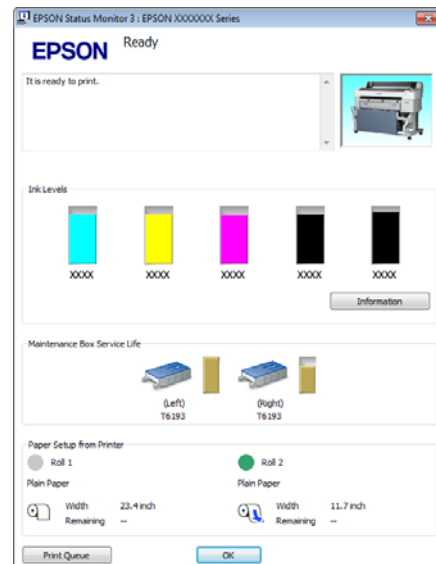 EPSON Status Monitor 3 : EPSON XXXXXXX Series
EPSON
Ready
It is ready to print.
Ink Levels
XXXX XXXX XXXX XXXX XXXX
Information
Maintenance Box Service Life
(Left) (Right)
T6193 T6193
Paper Setup from Printer
Roll 1 Roll 2
Plain Paper Plain Paper
Width 23.4 inch Width 11.7 inch
Remaining -- Remaining --
Print Queue OK